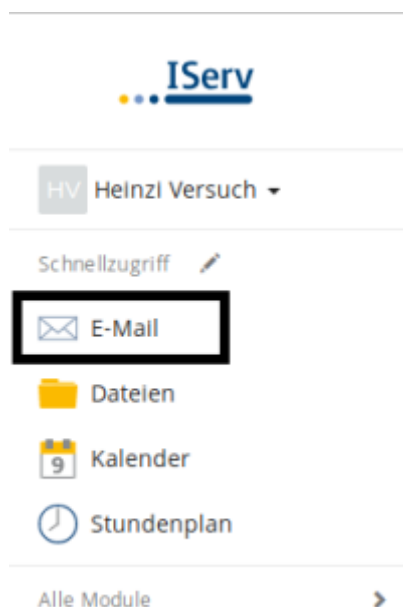 IServ
HV Heinzi Versuch
Schnellzugriff
E-Mail
Dateien
9 Kalender
Stundenplan
Alle Module